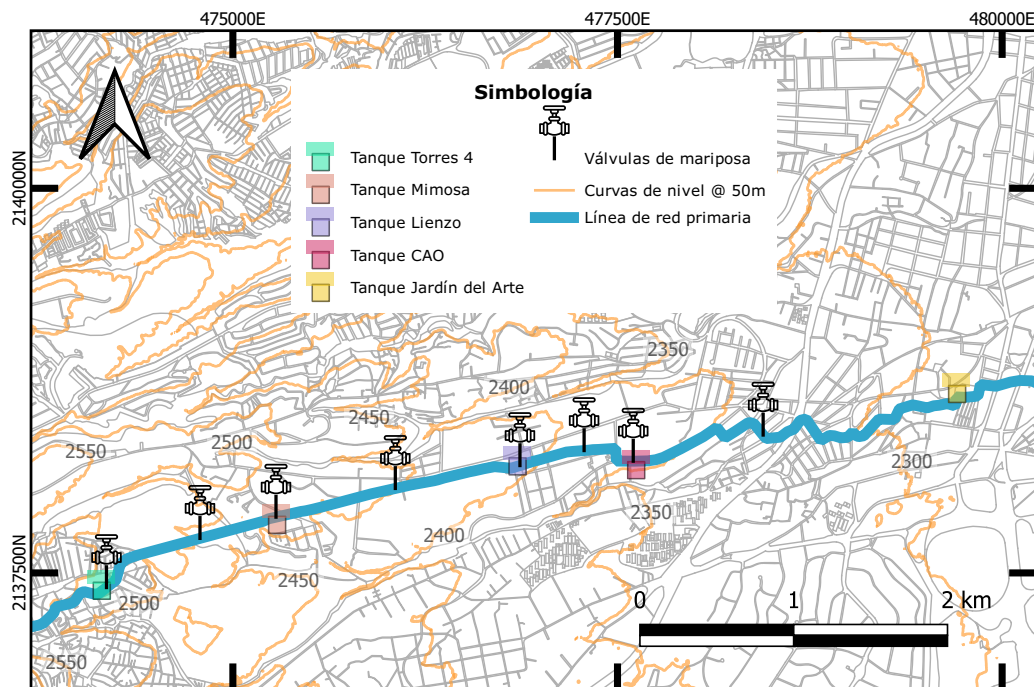 475000E
477500E
480000E
2140000N
2137500N
Simbología
Tanque Torres 4
Tanque Mimosa
Tanque Lienzo
Tanque CAO
Tanque Jardín del Arte
Válvulas de mariposa
Curvas de nivel @ 50m
Línea de red primaria
2350
2400
2450
2500
2550
2300
2350
2400
2450
2500
2550
0
1
2 km